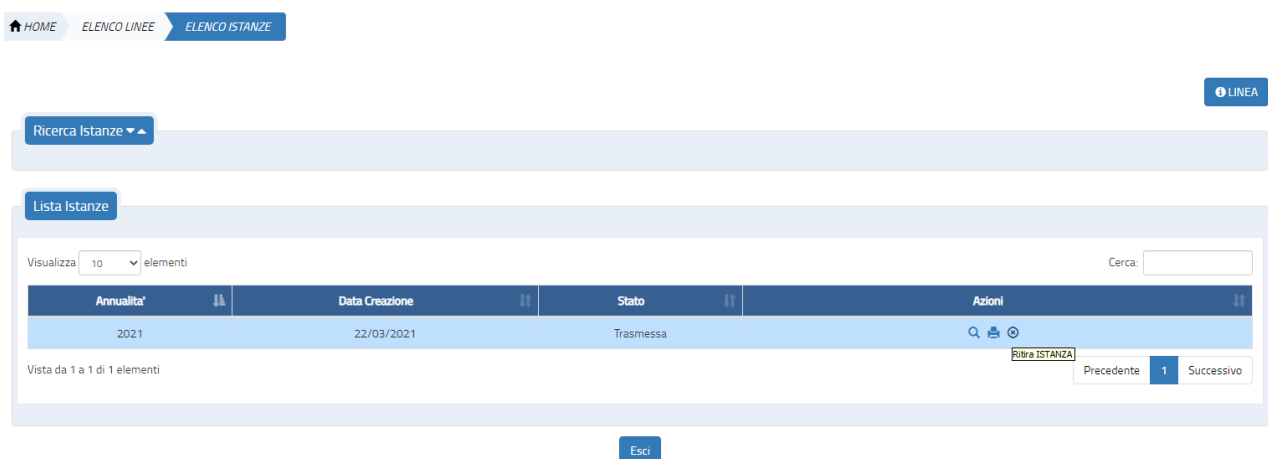 HOME ELENCO LINEE ELENCO ISTANZE
LINEA
Ricerca Istanze
Lista Istanze
Visualizza 10 elementi Cerca:
Annualita' Data Creazione Stato Azioni
2021 22/03/2021 Trasmessa
Ritira ISTANZA
Vista da 1 a 1 di 1 elementi Precedente 1 Successivo
Esci